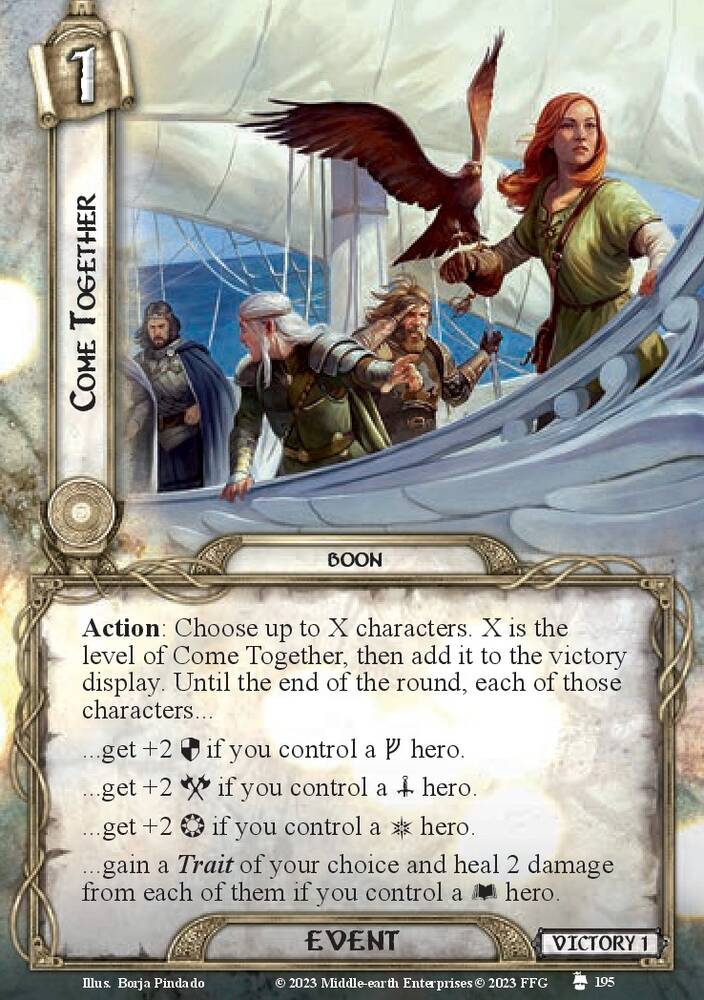 1
COME TOGETHER
BOON
Action: Choose up to X characters. X is the
level of Come Together, then add it to the victory
display. Until the end of the round, each of those
characters...
...get +2 if you control a hero.
...get +2 if you control a hero.
...get +2 if you control a hero.
...gain a Trait of your choice and heal 2 damage
from each of them if you control a hero.
EVENT
VICTORY 1
Illus. Borja Pindado © 2023 Middle-earth Enterprises © 2023 FFG 195